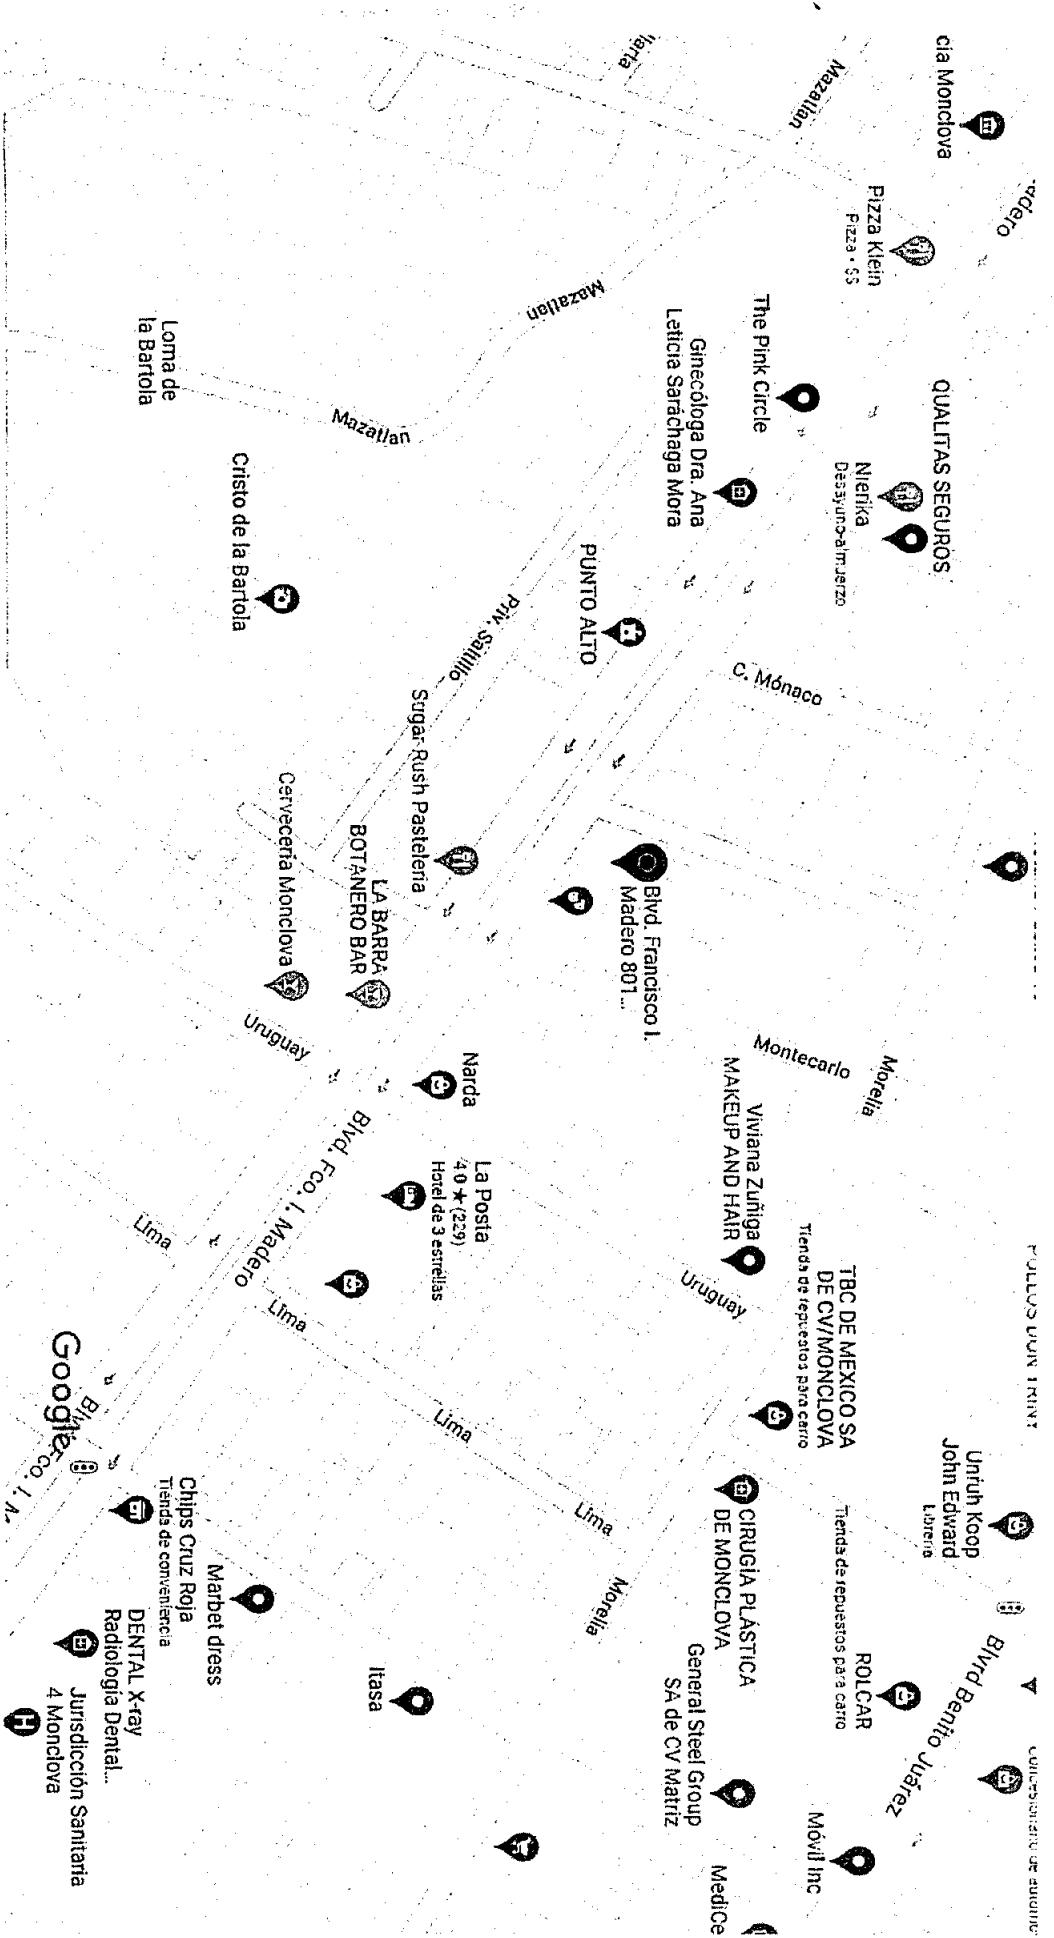 cia Monclova
Mazatlan
Pizza Klein
Pizza • $$
Mazatlan
The Pink Circle
Ginecóloga Dra. Ana
Leticia Saráchaga Mora
QUALITAS SEGUROS
Nierika
Desayuno-almuerzo
Loma de
la Bartola
Mazatlan
Cristo de la Bartola
PUNTO ALTO
Priv. Saltillo
C. Mónaco
Sugar Rush Pastelería
Cervecería Monclova
LA BARRA
BOTANERO BAR
Blvd. Francisco I.
Madero 801...
Uruguay
Narda
Montecarlo
Morelia
Viviana Zuñiga
MAKEUP AND HAIR
Blvd. Fco. I. Madero
La Posta
4.0 ★ (229)
Hotel de 3 estrellas
Lima
Lima
Uruguay
TBC DE MEXICO SA
DE CV/MONCLOVA
Tienda de repuestos para carro
Lima
Lima
Google
Unruh Koop
John Edward
Librería
Tienda de repuestos para carro
ROLCAR
CIRUGÍA PLÁSTICA
DE MONCLOVA
Morelia
Chips Cruz Roja
Tienda de conveniencia
Marbet dress
DENTAL X-ray
Radiología Dental...
Jurisdicción Sanitaria
4 Monclova
Itasa
General Steel Group
SA de CV Matriz
Blvrd Benito Juárez
Móvil Inc
MediCe